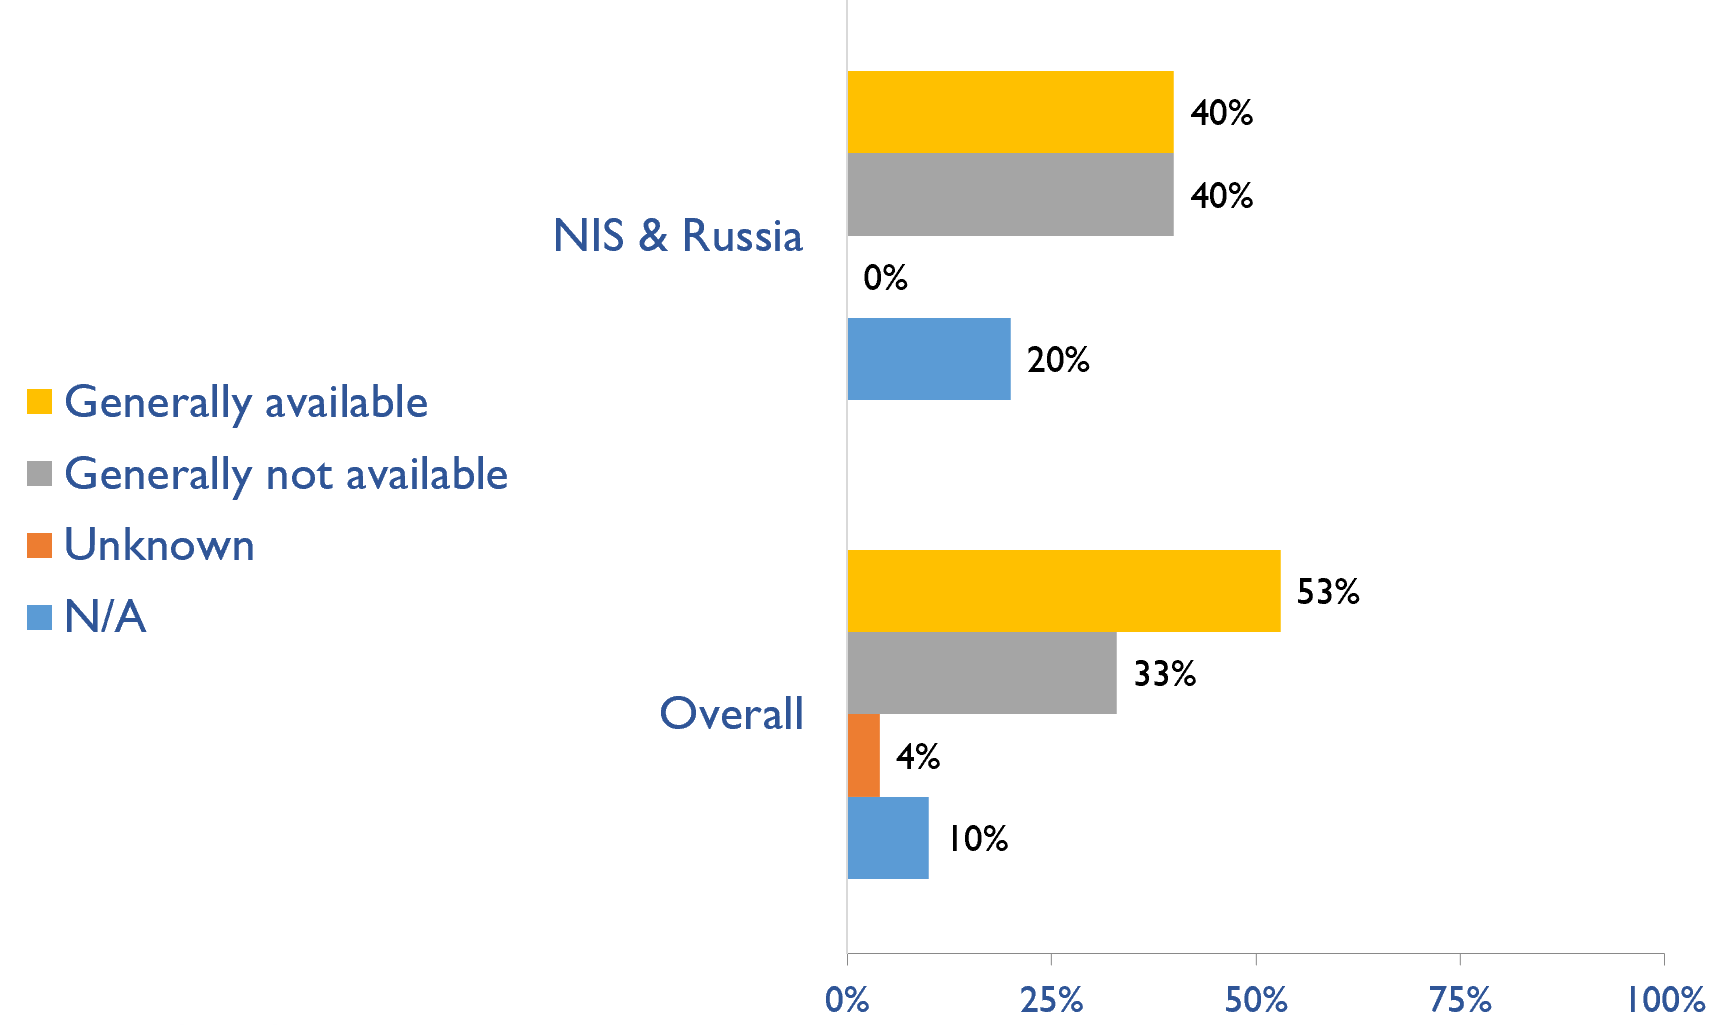 40%
40%
NIS & Russia
0%
20%
Generally available
Generally not available
Unknown
N/A
53%
33%
Overall
4%
10%
0% 25% 50% 75% 100%